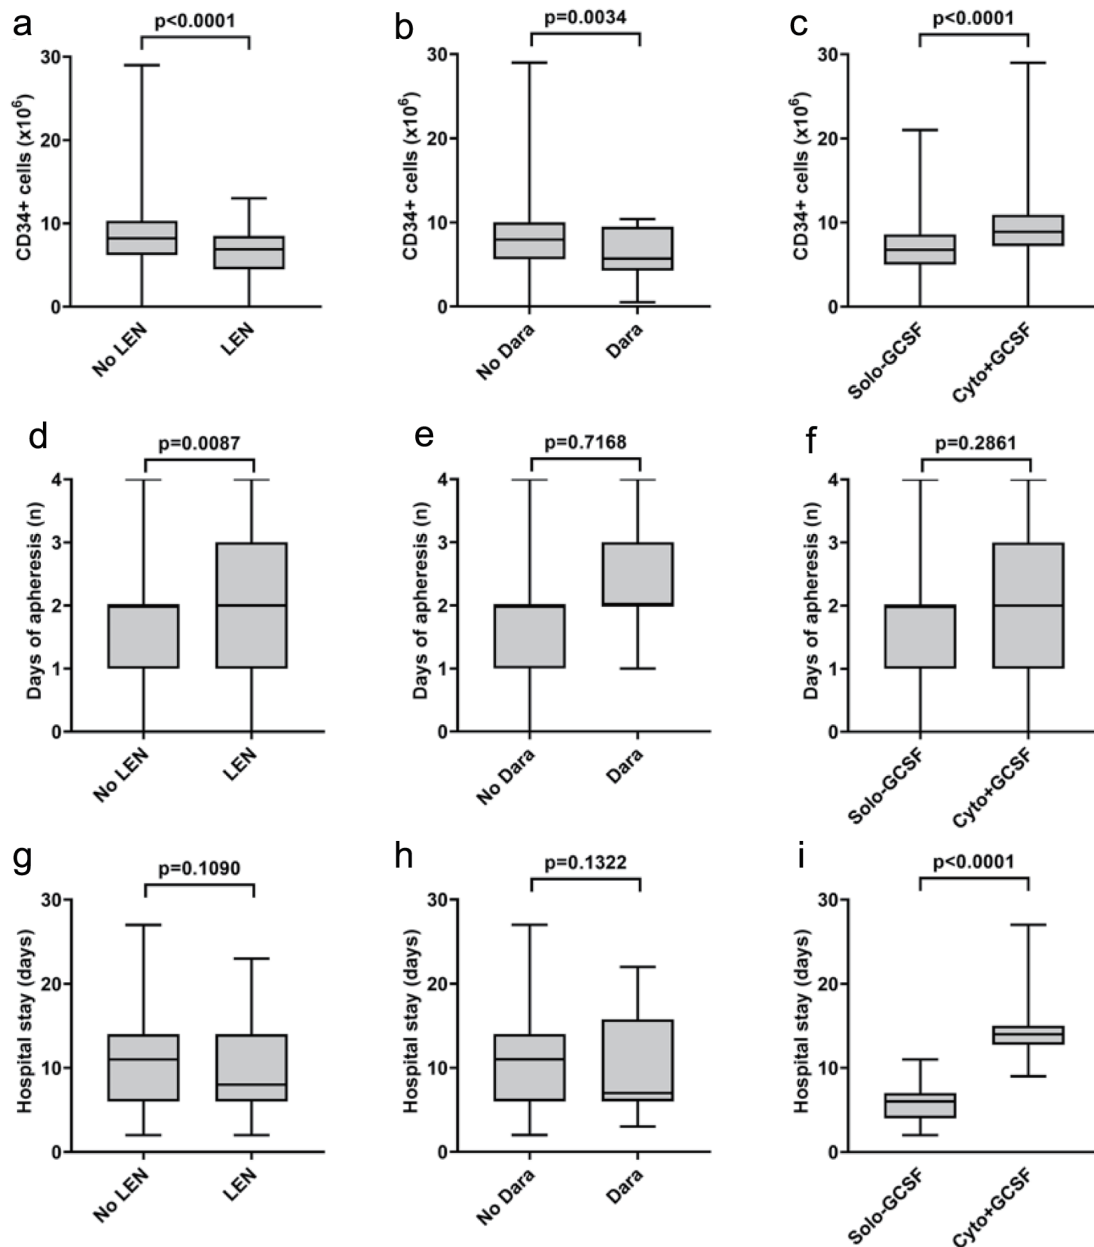 a
p<0.0001
CD34+ cells (x10⁶)
30
20
10
0
No LEN
LEN
b
p=0.0034
CD34+ cells (x10⁶)
30
20
10
0
No Dara
Dara
c
p<0.0001
CD34+ cells (x10⁶)
30
20
10
0
Solo-GCSF
Cyto+GCSF
d
p=0.0087
Days of apheresis (n)
4
3
2
1
0
No LEN
LEN
e
p=0.7168
Days of apheresis (n)
4
3
2
1
0
No Dara
Dara
f
p=0.2861
Days of apheresis (n)
4
3
2
1
0
Solo-GCSF
Cyto+GCSF
g
p=0.1090
Hospital stay (days)
30
20
10
0
No LEN
LEN
h
p=0.1322
Hospital stay (days)
30
20
10
0
No Dara
Dara
i
p<0.0001
Hospital stay (days)
30
20
10
0
Solo-GCSF
Cyto+GCSF